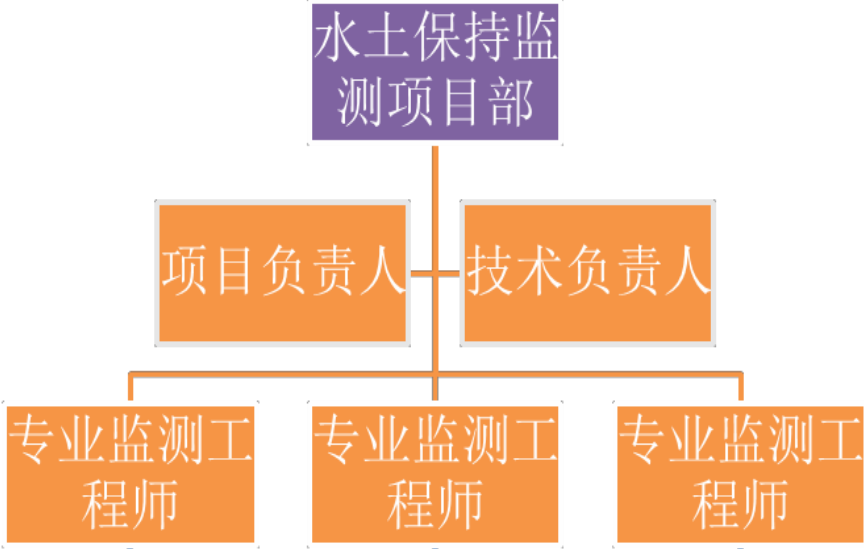 水土保持监
测项目部
项目负责人
技术负责人
专业监测工
程师
专业监测工
程师
专业监测工
程师